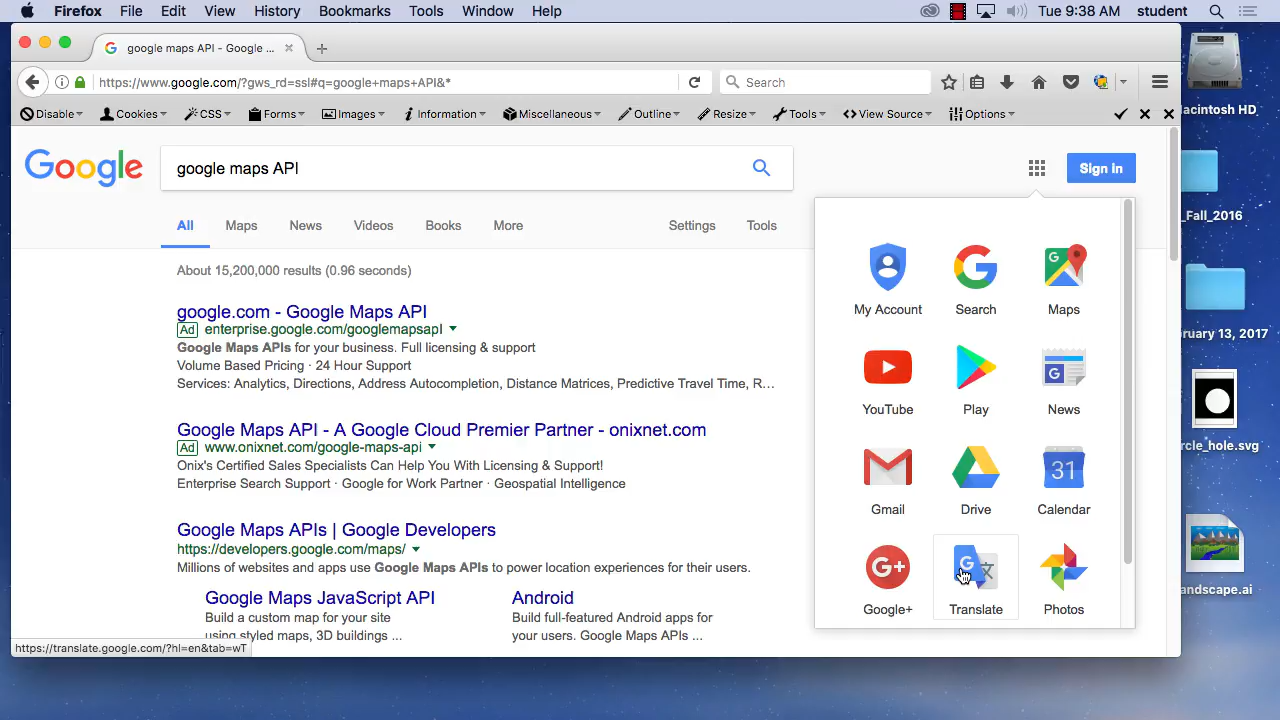 Firefox File Edit View History Bookmarks Tools Window Help Tue 9:38 AM student
google maps API - Google ...
https://www.google.com/?gws_rd=ssl#q=google+maps+API&* Search
Disable Cookies CSS Forms Images Information Miscellaneous Outline Resize Tools View Source Options
Google google maps API Sign in
All Maps News Videos Books More Settings Tools
About 15,200,000 results (0.96 seconds)
google.com - Google Maps API
Ad enterprise.google.com/googlemapsapi
Google Maps APIs for your business. Full licensing & support
Volume Based Pricing · 24 Hour Support
Services: Analytics, Directions, Address Autocompletion, Distance Matrices, Predictive Travel Time, R...
Google Maps API - A Google Cloud Premier Partner - onixnet.com
Ad www.onixnet.com/google-maps-api
Onix's Certified Sales Specialists Can Help You With Licensing & Support!
Enterprise Search Support · Google for Work Partner · Geospatial Intelligence
Google Maps APIs | Google Developers
https://developers.google.com/maps/
Millions of websites and apps use Google Maps APIs to power location experiences for their users.
Google Maps JavaScript API Android
Build a custom map for your site Build full-featured Android apps for
using styled maps, 3D buildings ... your users. Google Maps APIs ...
https://translate.google.com/?hl=en&tab=wT
My Account Search Maps
YouTube Play News
31
Gmail Drive Calendar
G+
Google+ Translate Photos
acintosh HD
_Fall_2016
ruary 13, 2017
rcle_hole.svg
andscape.ai